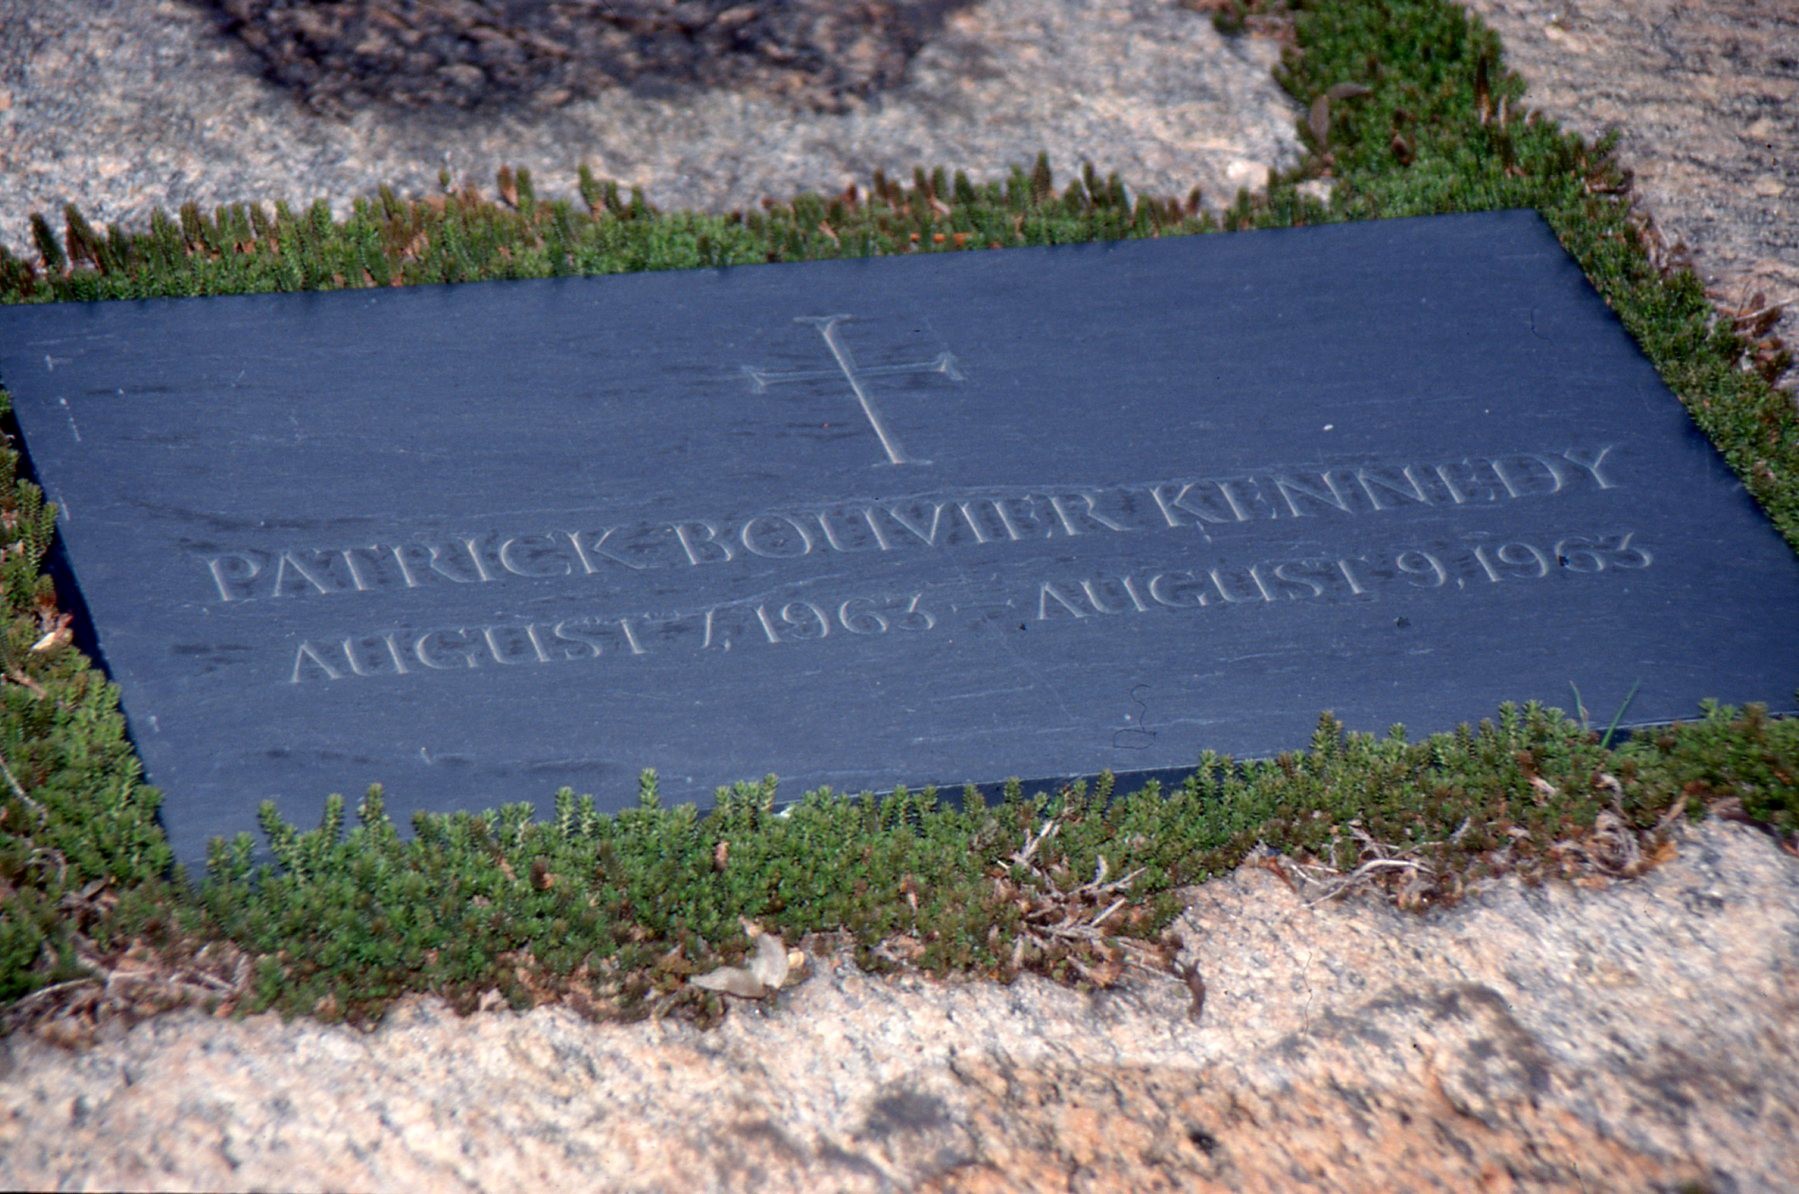 PATRICK BOUVIER KENNEDY
AUGUST 7, 1963 – AUGUST 9, 1963